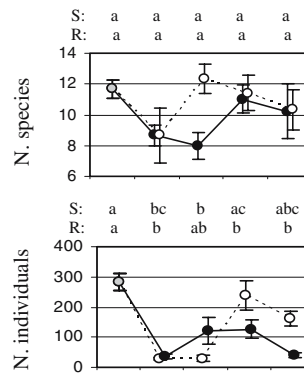 S: a a a a a
R: a a a a a
14
12
10
8
6
N. species
S: a bc b ac abc
R: a b ab b b
400
300
200
100
0
N. individuals